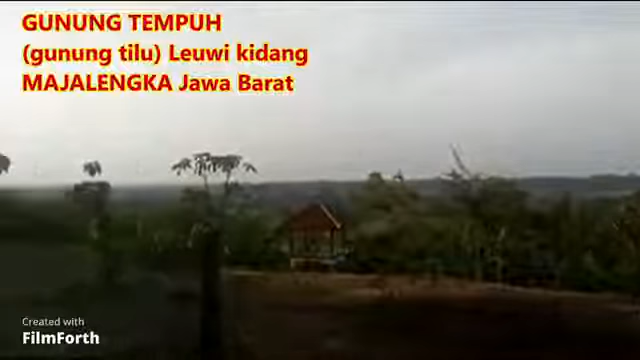 GUNUNG TEMPUH
(gunung tilu) Leuwi kidang
MAJALENGKA Jawa Barat
Created with
FilmForth